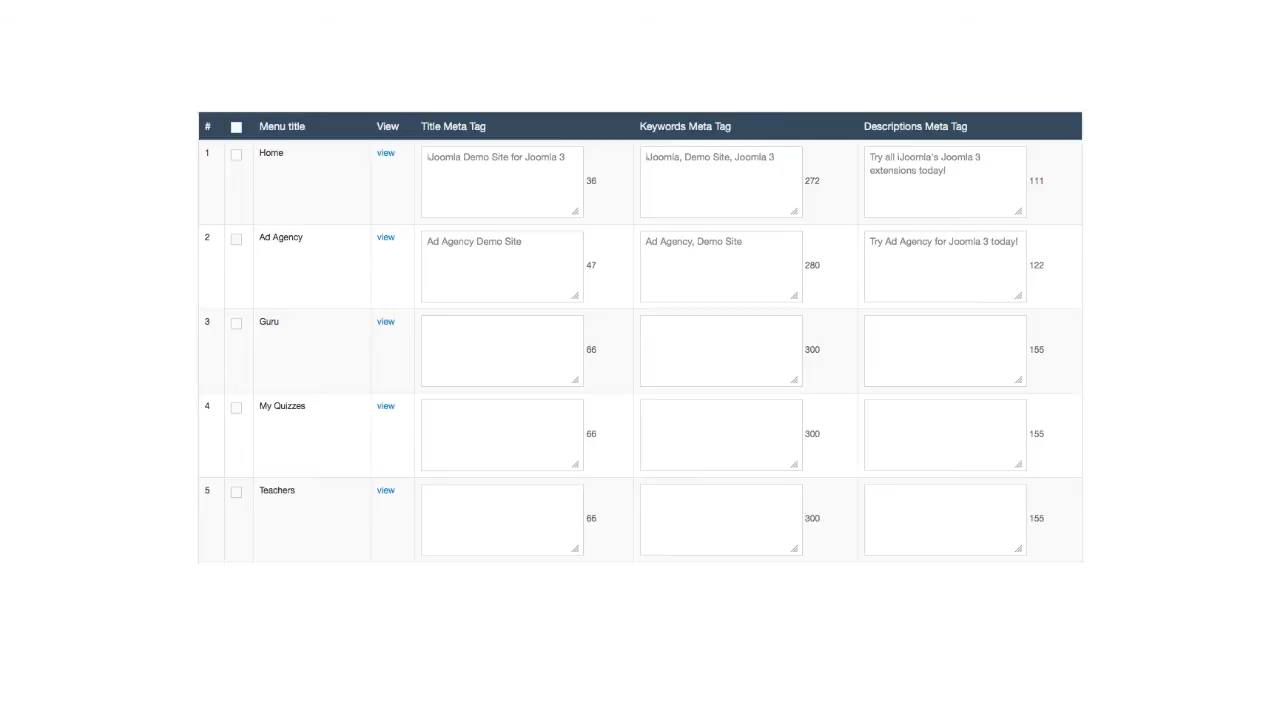 # Menu title View Title Meta Tag Keywords Meta Tag Descriptions Meta Tag
1 Home view iJoomla Demo Site for Joomla 3 36 iJoomla, Demo Site, Joomla 3 272 Try all iJoomla's Joomla 3
extensions today! 111
2 Ad Agency view Ad Agency Demo Site 47 Ad Agency, Demo Site 280 Try Ad Agency for Joomla 3 today! 122
3 Guru view 66 300 155
4 My Quizzes view 66 300 155
5 Teachers view 66 300 155